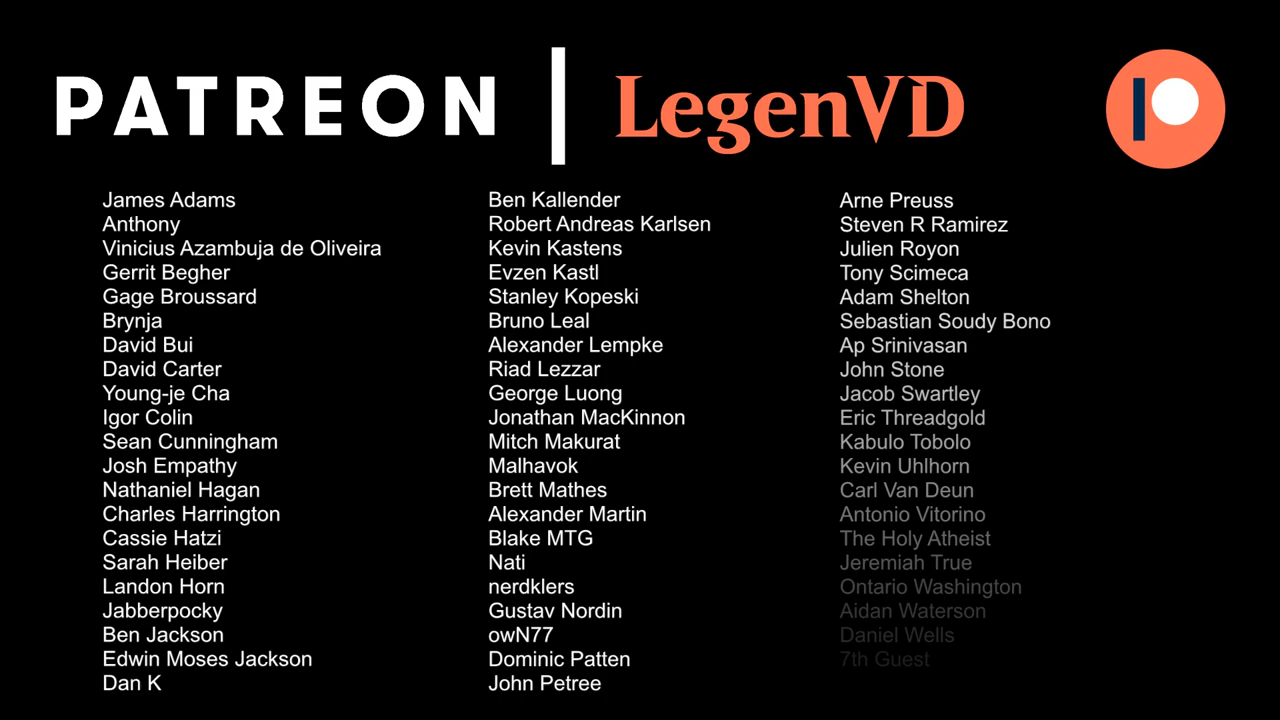 PATREON | LegenVD
James Adams
Anthony
Vinicius Azambuja de Oliveira
Gerrit Begher
Gage Broussard
Brynja
David Bui
David Carter
Young-je Cha
Igor Colin
Sean Cunningham
Josh Empathy
Nathaniel Hagan
Charles Harrington
Cassie Hatzi
Sarah Heiber
Landon Horn
Jabberpocky
Ben Jackson
Edwin Moses Jackson
Dan K
Ben Kallender
Robert Andreas Karlsen
Kevin Kastens
Evzen Kastl
Stanley Kopeski
Bruno Leal
Alexander Lempke
Riad Lezzar
George Luong
Jonathan MacKinnon
Mitch Makurat
Malhavok
Brett Mathes
Alexander Martin
Blake MTG
Nati
nerdklers
Gustav Nordin
owN77
Dominic Patten
John Petree
Arne Preuss
Steven R Ramirez
Julien Royon
Tony Scimeca
Adam Shelton
Sebastian Soudy Bono
Ap Srinivasan
John Stone
Jacob Swartley
Eric Threadgold
Kabulo Tobolo
Kevin Uhlhorn
Carl Van Deun
Antonio Vitorino
The Holy Atheist
Jeremiah True
Ontario Washington
Aidan Waterson
Daniel Wells
7th Guest